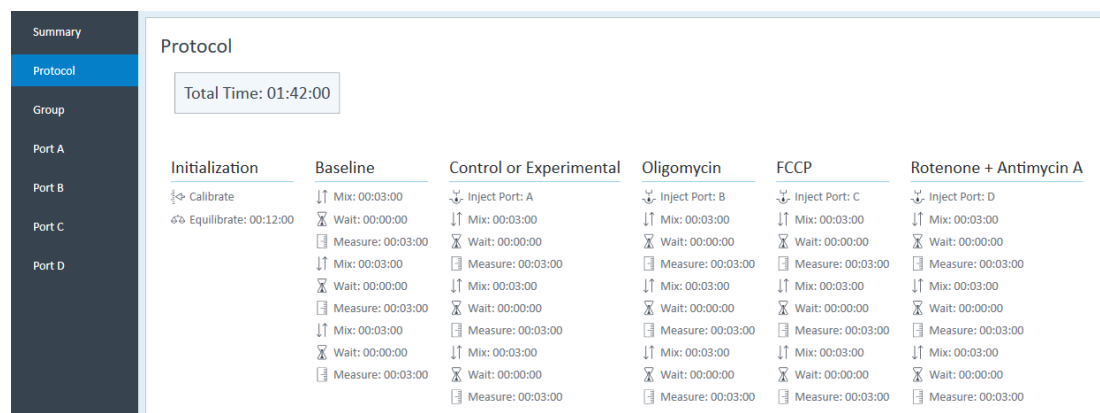 Summary
Protocol
Group
Port A
Port B
Port C
Port D
Protocol
Total Time: 01:42:00
Initialization
Calibrate
Equilibrate: 00:12:00
Baseline
Mix: 00:03:00
Wait: 00:00:00
Measure: 00:03:00
Mix: 00:03:00
Wait: 00:00:00
Measure: 00:03:00
Mix: 00:03:00
Wait: 00:00:00
Measure: 00:03:00
Control or Experimental
Inject Port: A
Mix: 00:03:00
Wait: 00:00:00
Measure: 00:03:00
Mix: 00:03:00
Wait: 00:00:00
Measure: 00:03:00
Mix: 00:03:00
Wait: 00:00:00
Measure: 00:03:00
Oligomycin
Inject Port: B
Mix: 00:03:00
Wait: 00:00:00
Measure: 00:03:00
Mix: 00:03:00
Wait: 00:00:00
Measure: 00:03:00
Mix: 00:03:00
Wait: 00:00:00
Measure: 00:03:00
FCCP
Inject Port: C
Mix: 00:03:00
Wait: 00:00:00
Measure: 00:03:00
Mix: 00:03:00
Wait: 00:00:00
Measure: 00:03:00
Mix: 00:03:00
Wait: 00:00:00
Measure: 00:03:00
Rotenone + Antimycin A
Inject Port: D
Mix: 00:03:00
Wait: 00:00:00
Measure: 00:03:00
Mix: 00:03:00
Wait: 00:00:00
Measure: 00:03:00
Mix: 00:03:00
Wait: 00:00:00
Measure: 00:03:00